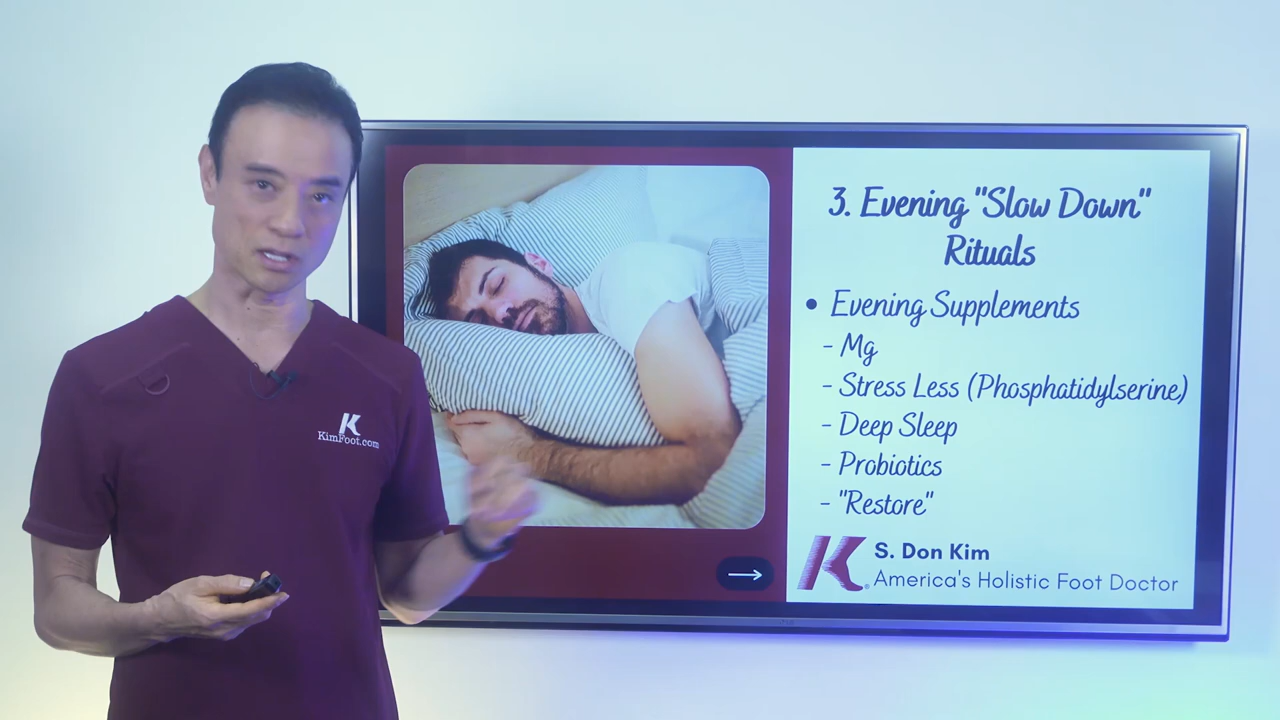 K
KimFoot.com
3. Evening "Slow Down"
Rituals
• Evening Supplements
- Mg
- Stress Less (Phosphatidylserine)
- Deep Sleep
- Probiotics
- "Restore"
K®
S. Don Kim
America's Holistic Foot Doctor